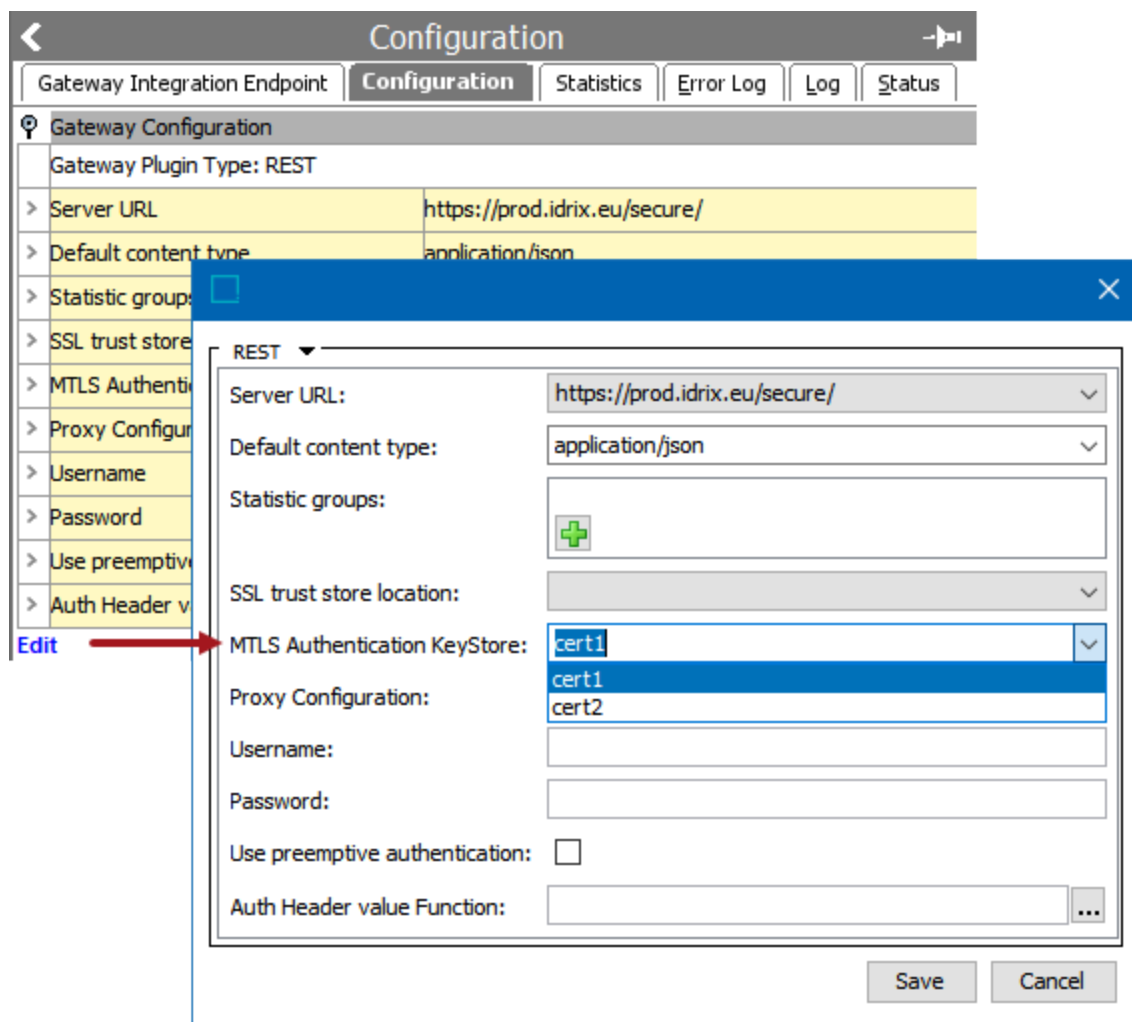 Configuration
Gateway Integration Endpoint Configuration Statistics Error Log Log Status
Gateway Configuration
Gateway Plugin Type: REST
Server URL https://prod.idrix.eu/secure/
Default content type application/json
Statistic groups
SSL trust store
MTLS Authenti
Proxy Configur
Username
Password
Use preemptiv
Auth Header v
Edit
REST
Server URL: https://prod.idrix.eu/secure/
Default content type: application/json
Statistic groups:
SSL trust store location:
MTLS Authentication KeyStore: cert1
cert1
cert2
Proxy Configuration:
Username:
Password:
Use preemptive authentication:
Auth Header value Function: ...
Save Cancel